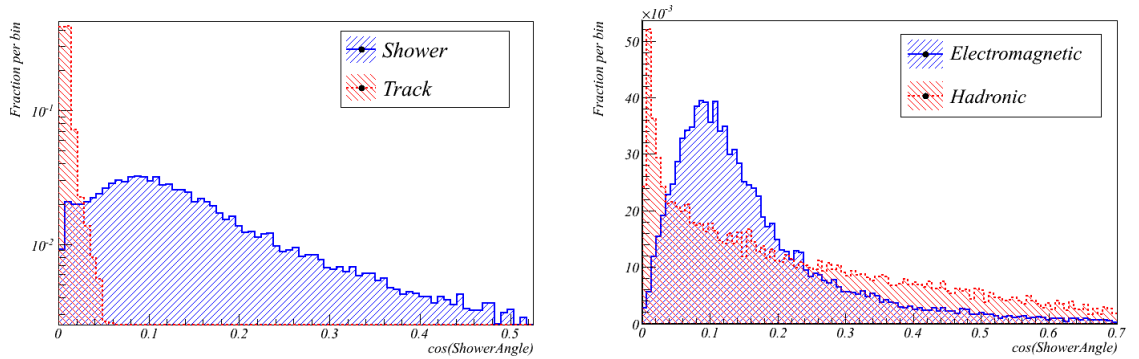 Fraction per bin
Shower
Track
10⁻¹
10⁻²
0 0.1 0.2 0.3 0.4 0.5
cos(ShowerAngle)
×10⁻³
Fraction per bin
Electromagnetic
Hadronic
50
40
30
20
10
0
0 0.1 0.2 0.3 0.4 0.5 0.6 0.7
cos(ShowerAngle)